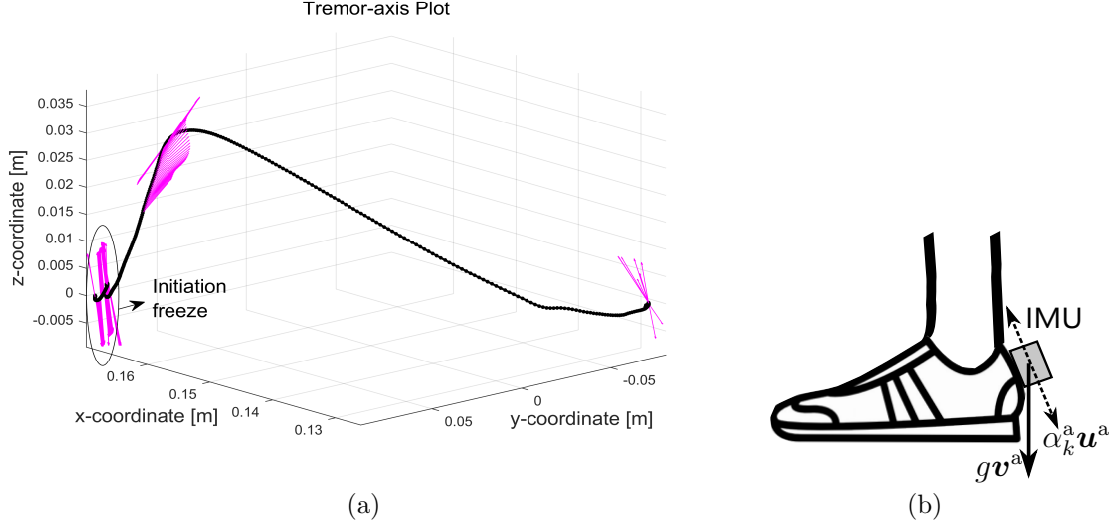 Tremor-axis Plot
0.035
0.03
0.025
0.02
0.015
0.01
0.005
0
-0.005
z-coordinate [m]
Initiation
freeze
0.16
0.15
0.14
0.13
x-coordinate [m]
0.05
0
-0.05
y-coordinate [m]
(a)
IMU
αₖᵃuᵃ
gvᵃ
(b)